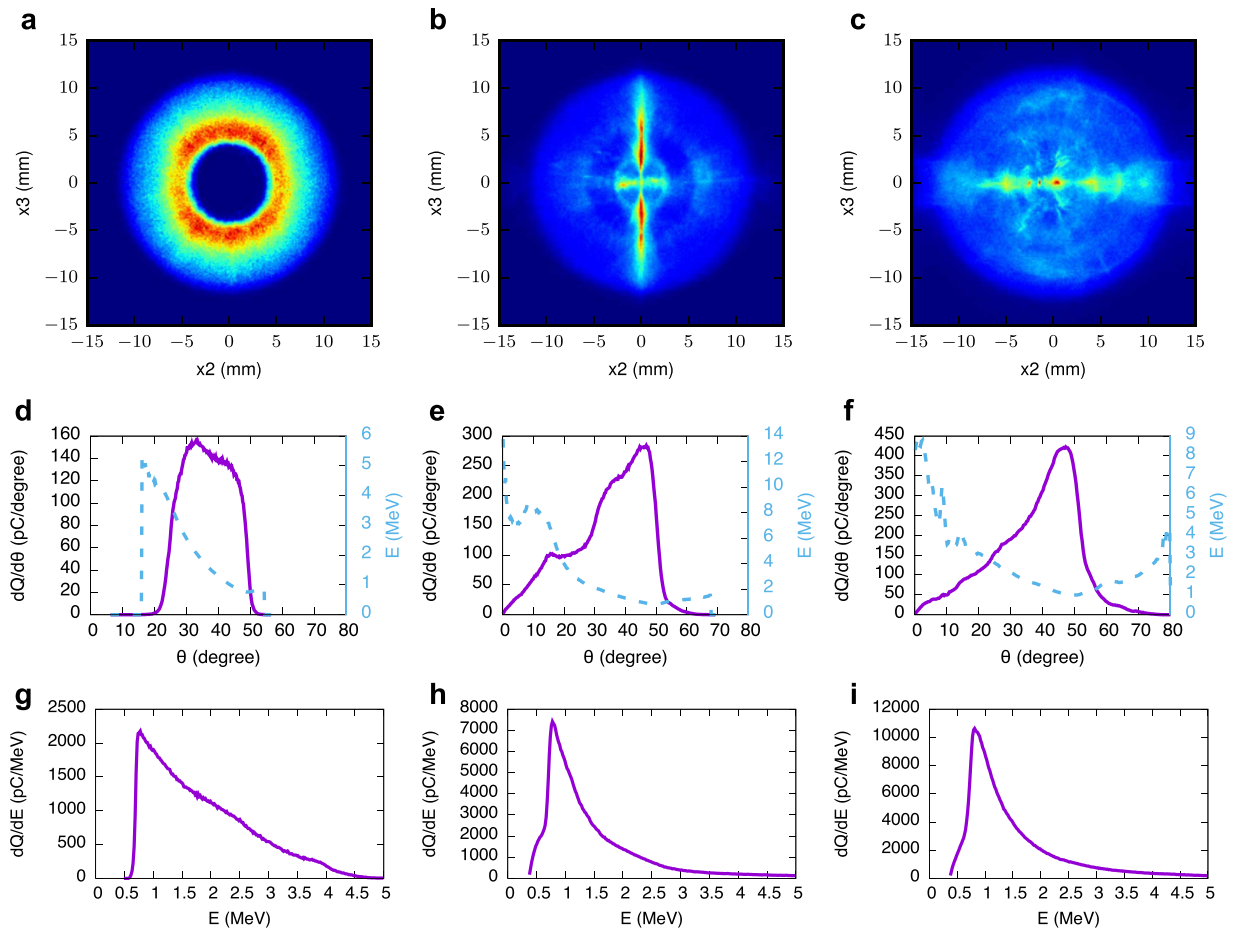 a
b
c
15
10
5
0
−5
−10
−15
x3 (mm)
−15 −10 −5 0 5 10 15
x2 (mm)
15
10
5
0
−5
−10
−15
x3 (mm)
−15 −10 −5 0 5 10 15
x2 (mm)
15
10
5
0
−5
−10
−15
x3 (mm)
−15 −10 −5 0 5 10 15
x2 (mm)
d
e
f
160
140
120
100
80
60
40
20
0
dQ/dθ (pC/degree)
6
5
4
3
2
1
0
E (MeV)
0 10 20 30 40 50 60 70 80
θ (degree)
300
250
200
150
100
50
0
dQ/dθ (pC/degree)
14
12
10
8
6
4
2
0
E (MeV)
0 10 20 30 40 50 60 70 80
θ (degree)
450
400
350
300
250
200
150
100
50
0
dQ/dθ (pC/degree)
9
8
7
6
5
4
3
2
1
0
E (MeV)
0 10 20 30 40 50 60 70 80
θ (degree)
g
h
i
2500
2000
1500
1000
500
0
dQ/dE (pC/MeV)
0 0.5 1 1.5 2 2.5 3 3.5 4 4.5 5
E (MeV)
8000
7000
6000
5000
4000
3000
2000
1000
0
dQ/dE (pC/MeV)
0 0.5 1 1.5 2 2.5 3 3.5 4 4.5 5
E (MeV)
12000
10000
8000
6000
4000
2000
0
dQ/dE (pC/MeV)
0 0.5 1 1.5 2 2.5 3 3.5 4 4.5 5
E (MeV)